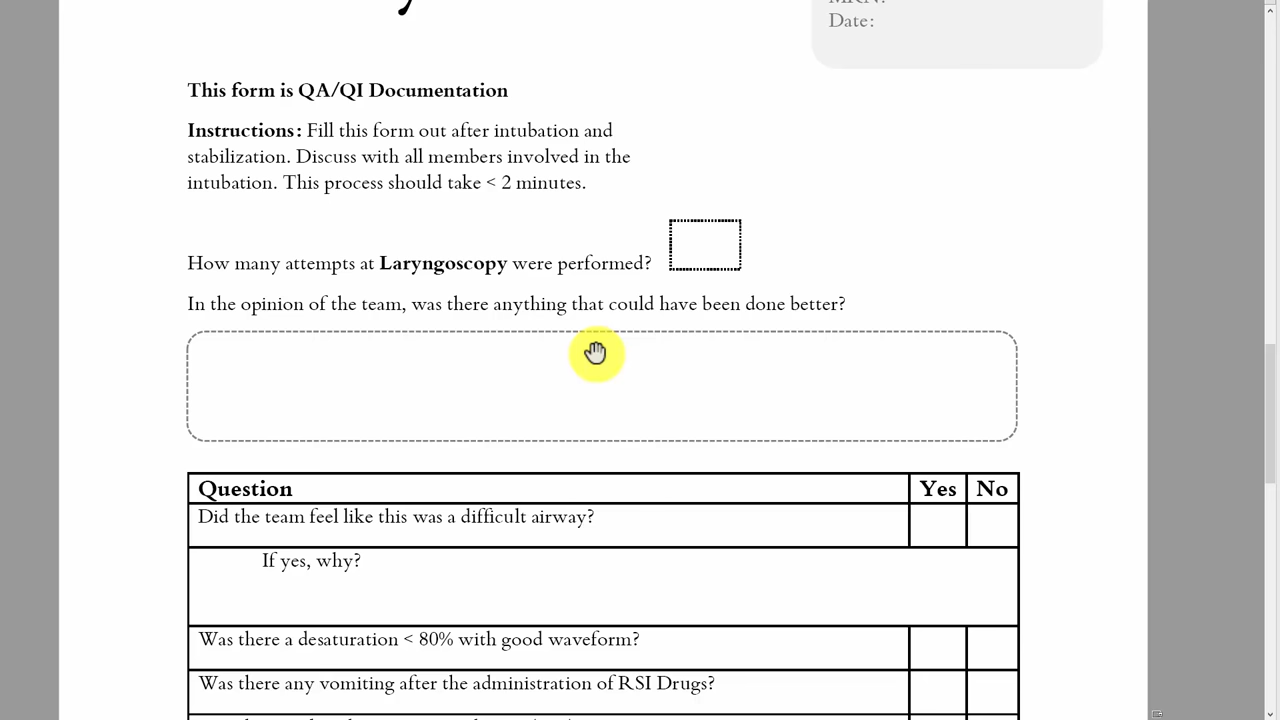 Date:
This form is QA/QI Documentation
Instructions: Fill this form out after intubation and
stabilization. Discuss with all members involved in the
intubation. This process should take < 2 minutes.
How many attempts at Laryngoscopy were performed?
In the opinion of the team, was there anything that could have been done better?
Question Yes No
Did the team feel like this was a difficult airway?
If yes, why?
Was there a desaturation < 80% with good waveform?
Was there any vomiting after the administration of RSI Drugs?